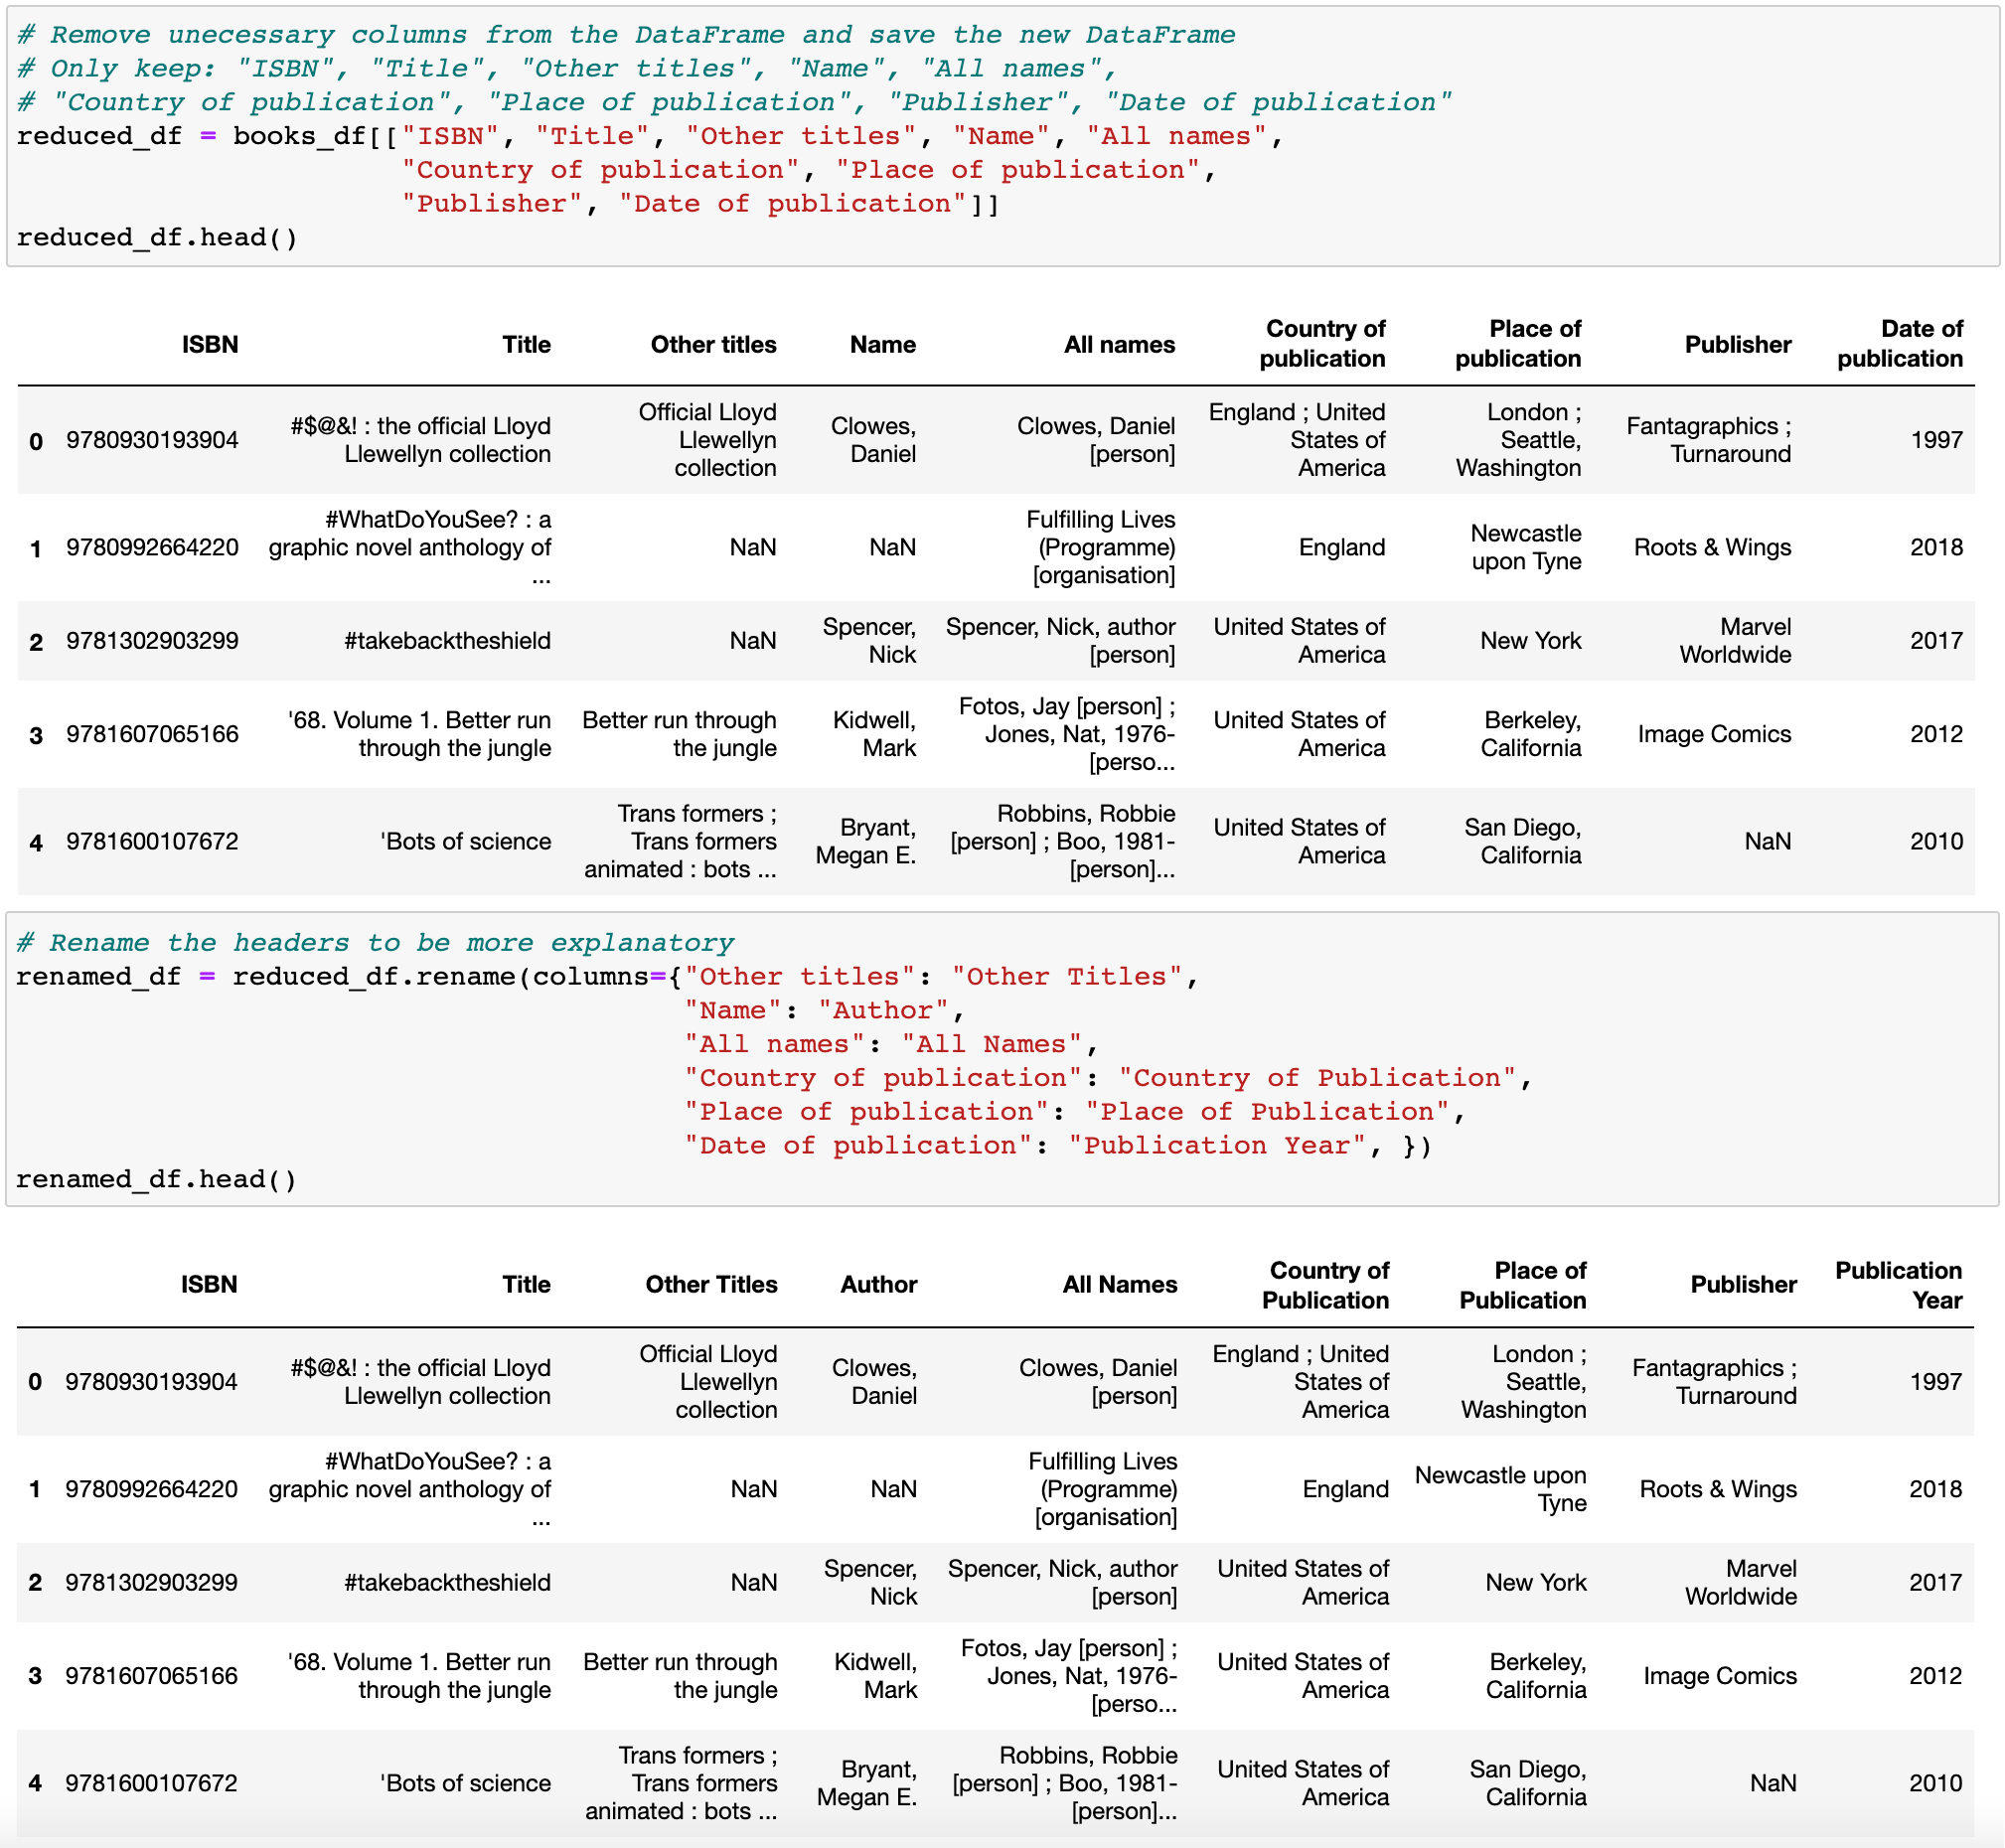 # Remove unecessary columns from the DataFrame and save the new DataFrame
# Only keep: "ISBN", "Title", "Other titles", "Name", "All names",
# "Country of publication", "Place of publication", "Publisher", "Date of publication"
reduced_df = books_df[["ISBN", "Title", "Other titles", "Name", "All names",
"Country of publication", "Place of publication",
"Publisher", "Date of publication"]]
reduced_df.head()
ISBN Title Other titles Name All names Country of publication Place of publication Publisher Date of publication
0 9780930193904 #$@&! : the official Lloyd Llewellyn collection Official Lloyd Llewellyn collection Clowes, Daniel Clowes, Daniel [person] England ; United States of America London ; Seattle, Washington Fantagraphics ; Turnaround 1997
1 9780992664220 #WhatDoYouSee? : a graphic novel anthology of ... NaN NaN Fulfilling Lives (Programme) [organisation] England Newcastle upon Tyne Roots & Wings 2018
2 9781302903299 #takebacktheshield NaN Spencer, Nick Spencer, Nick, author [person] United States of America New York Marvel Worldwide 2017
3 9781607065166 '68. Volume 1. Better run through the jungle Better run through the jungle Kidwell, Mark Fotos, Jay [person] ; Jones, Nat, 1976- [perso... United States of America Berkeley, California Image Comics 2012
4 9781600107672 'Bots of science Trans formers ; Trans formers animated : bots ... Bryant, Megan E. Robbins, Robbie [person] ; Boo, 1981- [person]... United States of America San Diego, California NaN 2010
# Rename the headers to be more explanatory
renamed_df = reduced_df.rename(columns={"Other titles": "Other Titles",
"Name": "Author",
"All names": "All Names",
"Country of publication": "Country of Publication",
"Place of publication": "Place of Publication",
"Date of publication": "Publication Year", })
renamed_df.head()
ISBN Title Other Titles Author All Names Country of Publication Place of Publication Publisher Publication Year
0 9780930193904 #$@&! : the official Lloyd Llewellyn collection Official Lloyd Llewellyn collection Clowes, Daniel Clowes, Daniel [person] England ; United States of America London ; Seattle, Washington Fantagraphics ; Turnaround 1997
1 9780992664220 #WhatDoYouSee? : a graphic novel anthology of ... NaN NaN Fulfilling Lives (Programme) [organisation] England Newcastle upon Tyne Roots & Wings 2018
2 9781302903299 #takebacktheshield NaN Spencer, Nick Spencer, Nick, author [person] United States of America New York Marvel Worldwide 2017
3 9781607065166 '68. Volume 1. Better run through the jungle Better run through the jungle Kidwell, Mark Fotos, Jay [person] ; Jones, Nat, 1976- [perso... United States of America Berkeley, California Image Comics 2012
4 9781600107672 'Bots of science Trans formers ; Trans formers animated : bots ... Bryant, Megan E. Robbins, Robbie [person] ; Boo, 1981- [person]... United States of America San Diego, California NaN 2010